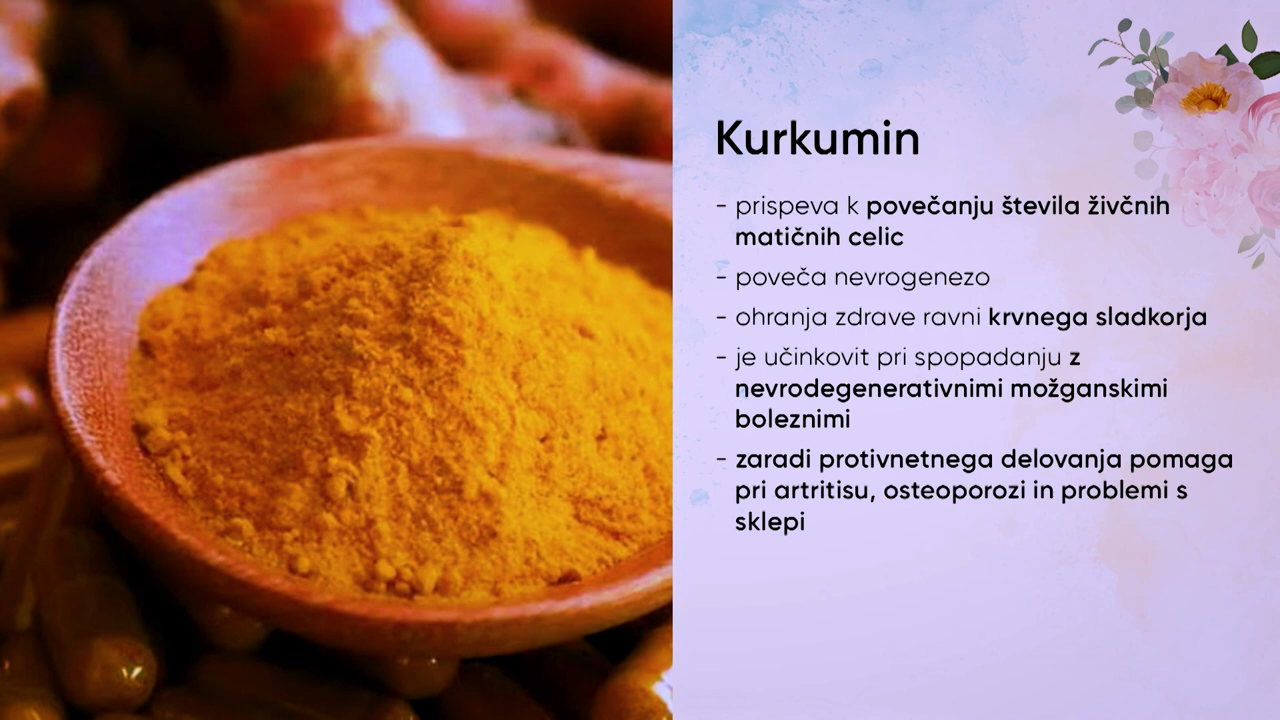 Kurkumin
- prispeva k povečanju števila živčnih
matičnih celic
- poveča nevrogenezo
- ohranja zdrave ravni krvnega sladkorja
- je učinkovit pri spopadanju z
nevrodegenerativnimi možganskimi
boleznimi
- zaradi protivnetnega delovanja pomaga
pri artritisu, osteoporozi in problemi s
sklepi